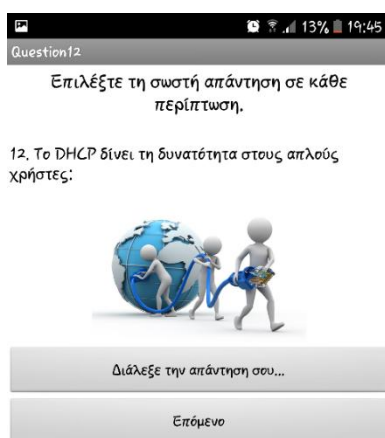 13% 19:45
Question12
Επιλέξτε τη σωστή απάντηση σε κάθε
περίπτωση.
12. Το DHCP δίνει τη δυνατότητα στους απλούς
χρήστες:
Διάλεξε την απάντηση σου...
Επόμενο